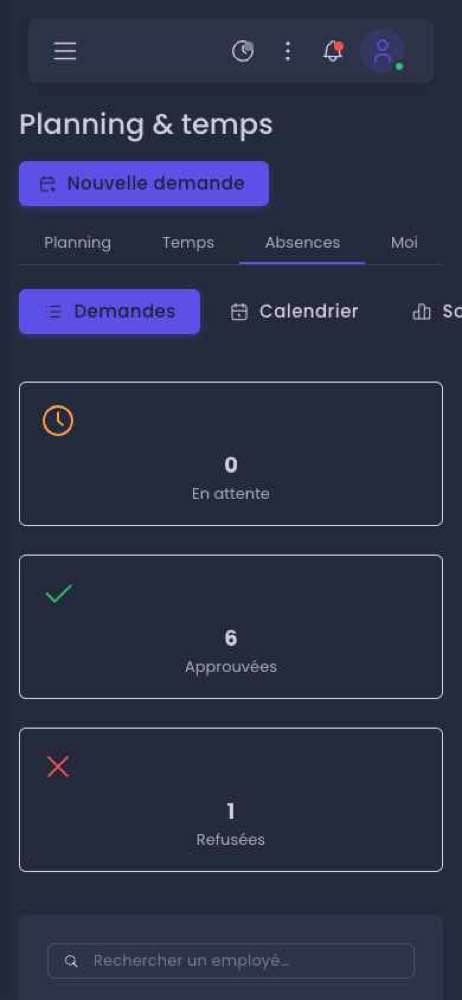 Planning & temps
Nouvelle demande
Planning Temps Absences Moi
Demandes Calendrier
0
En attente
6
Approuvées
1
Refusées
Rechercher un employé...